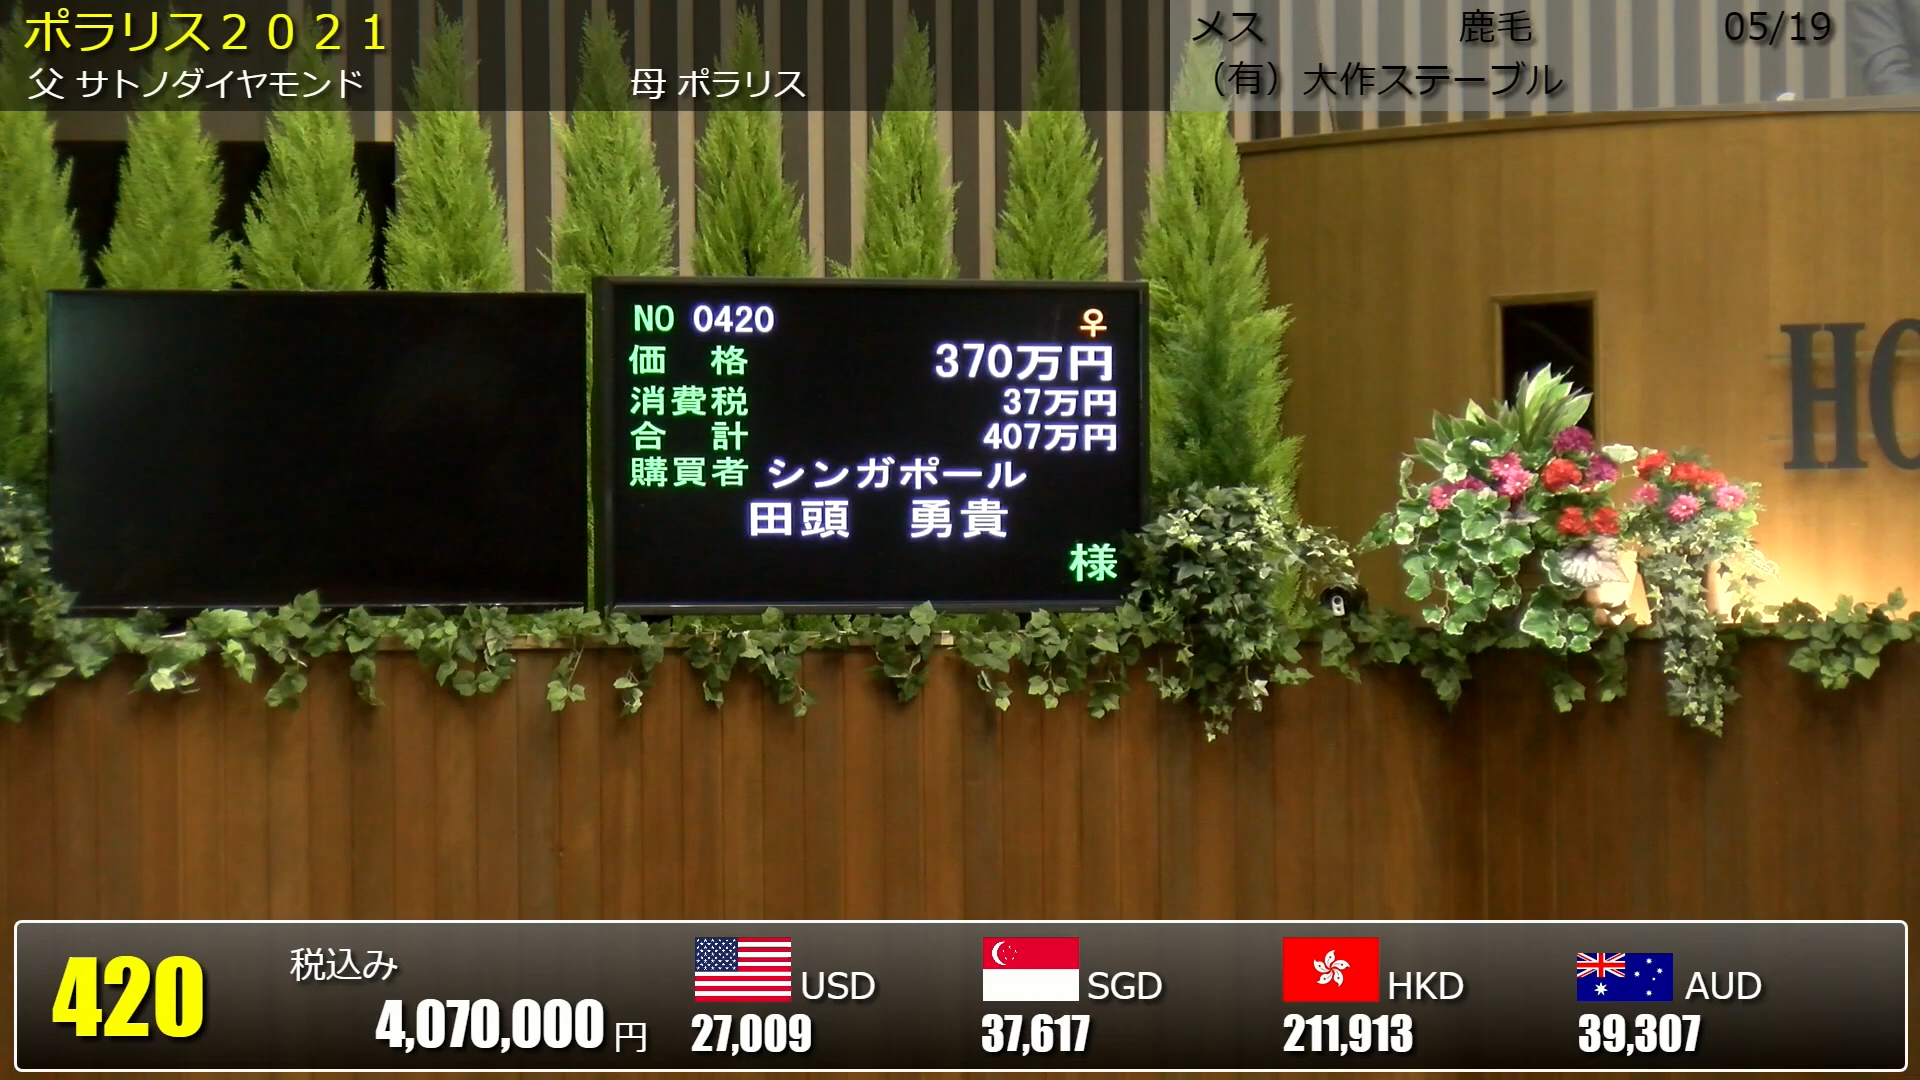 ポラリス２０２１
父 サトノダイヤモンド
母 ポラリス
メス 鹿毛 05/19
（有）大作ステーブル
NO 0420 ♀
価 格 370万円
消費税 37万円
合 計 407万円
購買者 シンガポール
田頭 勇貴
様
HO
420
税込み
4,070,000 円
USD
27,009
SGD
37,617
HKD
211,913
AUD
39,307